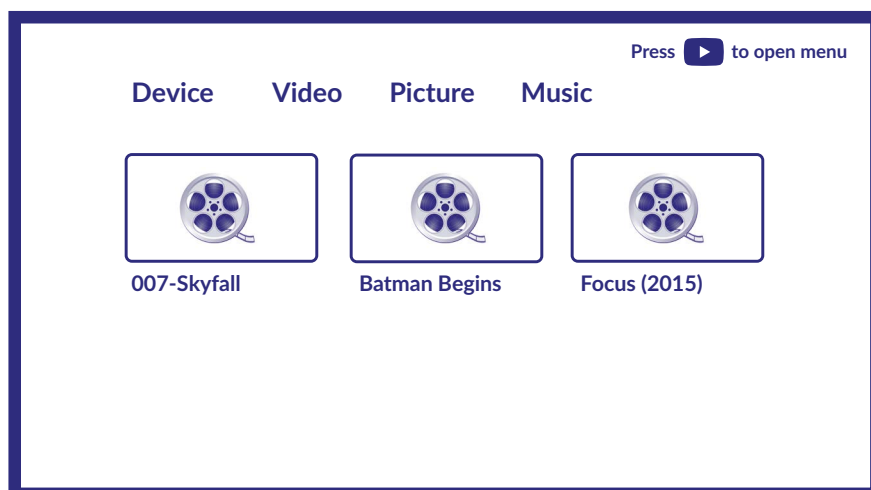 Press to open menu
Device Video Picture Music
007-Skyfall Batman Begins Focus (2015)